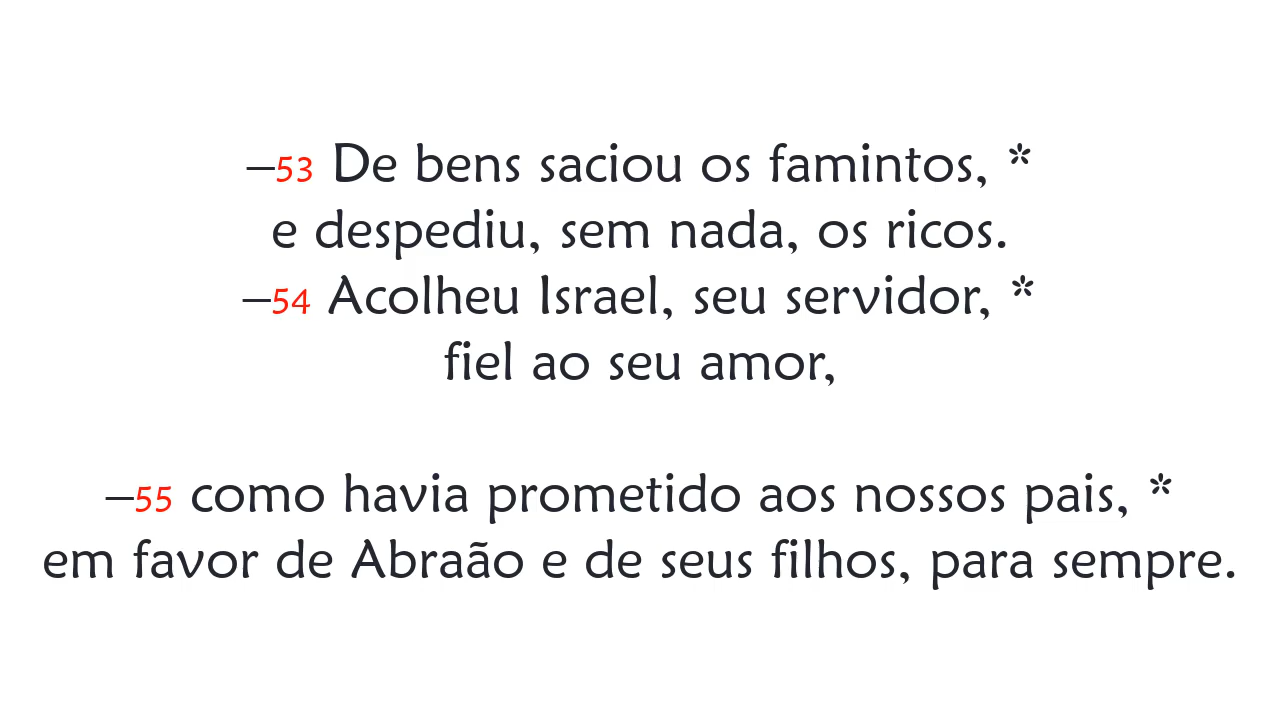 –53 De bens saciou os famintos, *
e despediu, sem nada, os ricos.
–54 Acolheu Israel, seu servidor, *
fiel ao seu amor,
–55 como havia prometido aos nossos pais, *
em favor de Abraão e de seus filhos, para sempre.